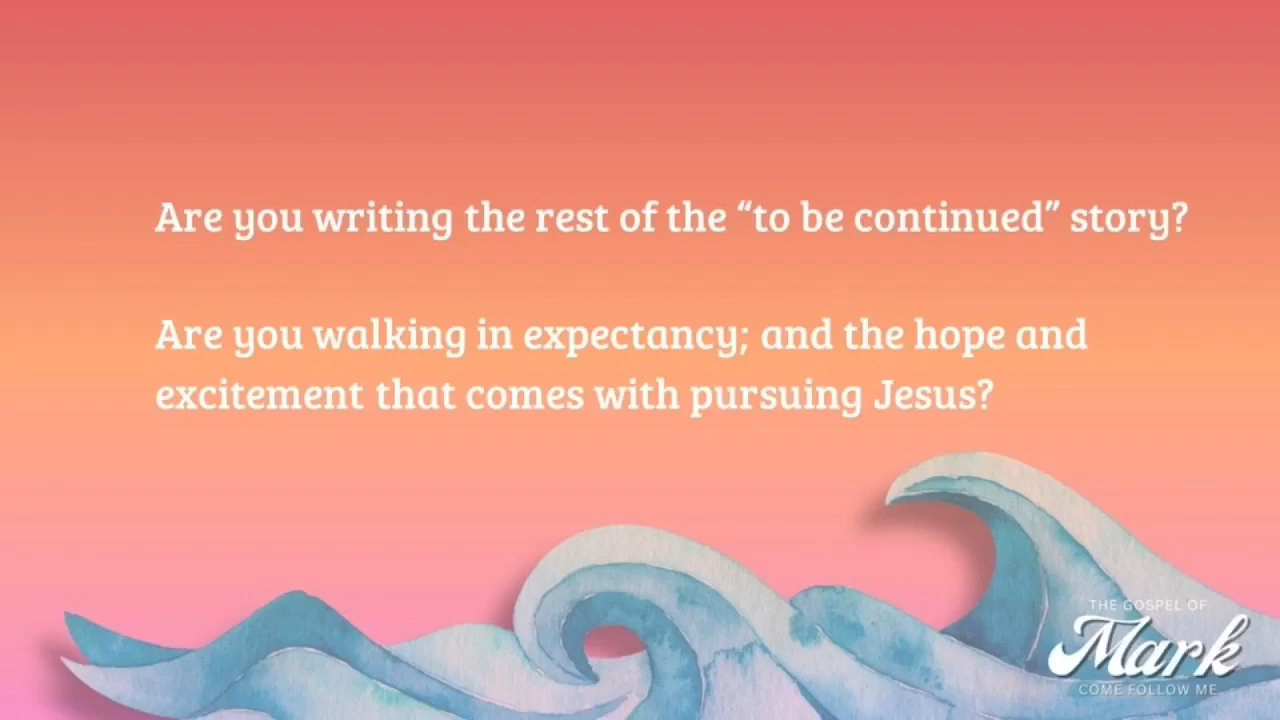 Are you writing the rest of the “to be continued” story?
Are you walking in expectancy; and the hope and
excitement that comes with pursuing Jesus?
THE GOSPEL OF
Mark
COME FOLLOW ME